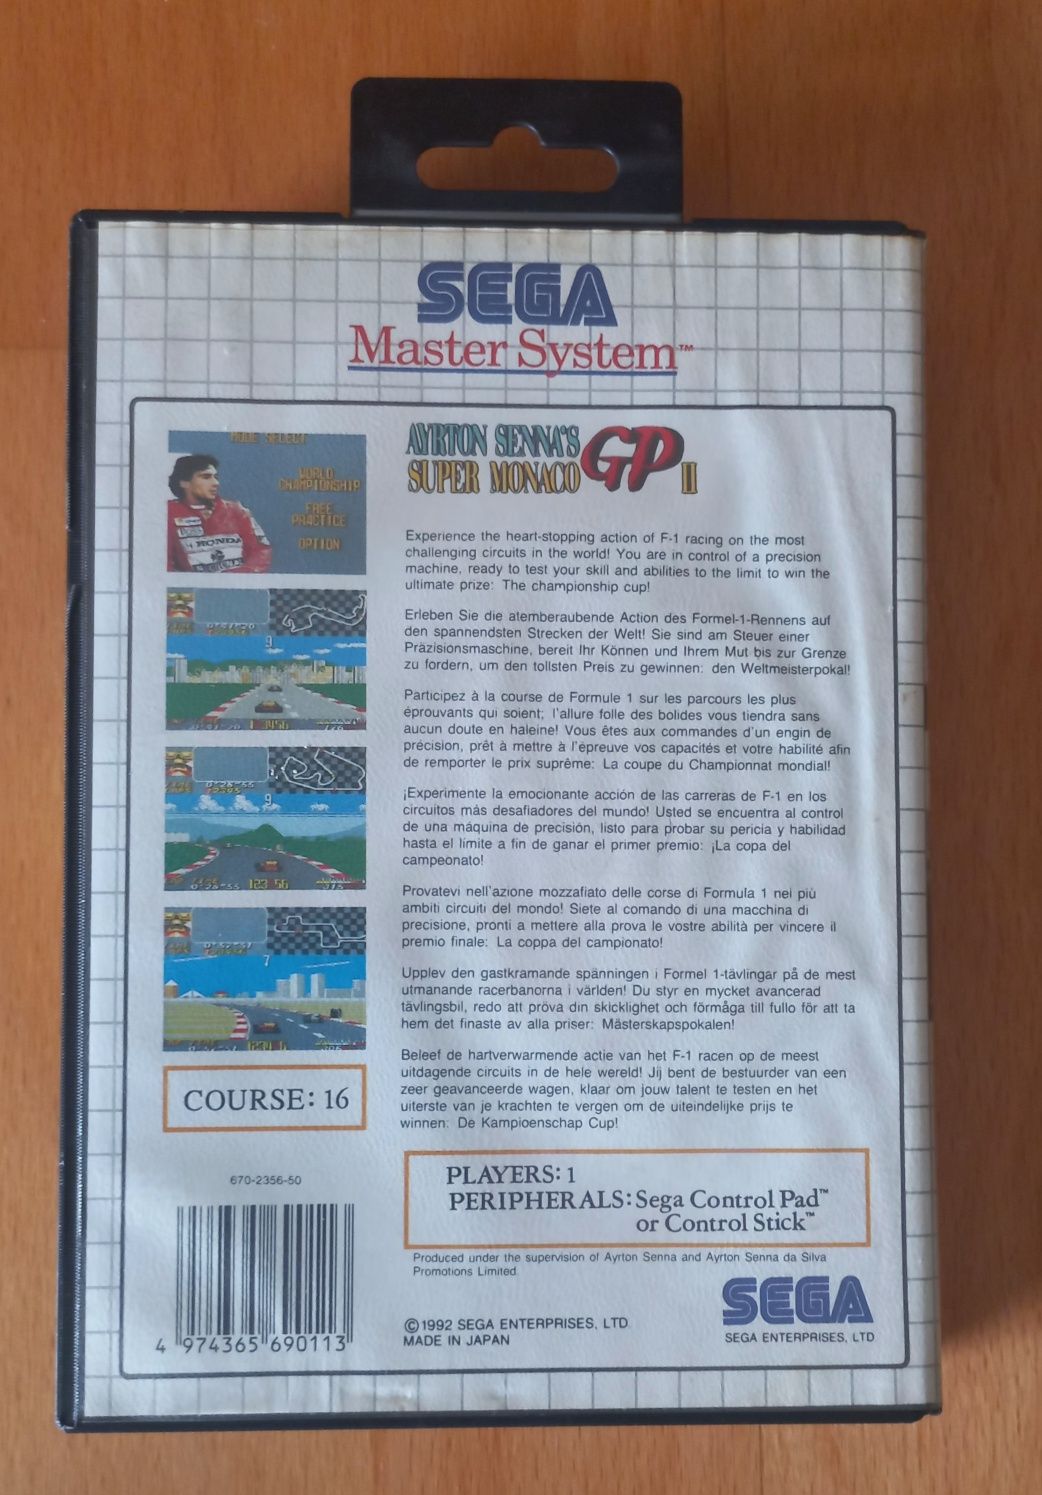 SEGA
Master System™
AYRTON SENNA'S
SUPER MONACO GP II
MODE SELECT
WORLD
CHAMPIONSHIP
FREE
PRACTICE
OPTION
HONDA
Experience the heart-stopping action of F-1 racing on the most
challenging circuits in the world! You are in control of a precision
machine, ready to test your skill and abilities to the limit to win the
ultimate prize: The championship cup!
Erleben Sie die atemberaubende Action des Formel-1-Rennens auf
den spannendsten Strecken der Welt! Sie sind am Steuer einer
Präzisionsmaschine, bereit Ihr Können und Ihrem Mut bis zur Grenze
zu fordern, um den tollsten Preis zu gewinnen: den Weltmeisterpokal!
Participez à la course de Formule 1 sur les parcours les plus
éprouvants qui soient; l'allure folle des bolides vous tiendra sans
aucun doute en haleine! Vous êtes aux commandes d'un engin de
précision, prêt à mettre à l'épreuve vos capacités et votre habilité afin
de remporter le prix suprême: La coupe du Championnat mondial!
¡Experimente la emocionante acción de las carreras de F-1 en los
circuitos más desafiadores del mundo! Usted se encuentra al control
de una máquina de precisión, listo para probar su pericia y habilidad
hasta el límite a fin de ganar el primer premio: ¡La copa del
campeonato!
Provatevi nell'azione mozzafiato delle corse di Formula 1 nei più
ambiti circuiti del mondo! Siete al comando di una macchina di
precisione, pronti a mettere alla prova le vostre abilità per vincere il
premio finale: La coppa del campionato!
Upplev den gastkramande spänningen i Formel 1-tävlingar på de mest
utmanande racerbanorna i världen! Du styr en mycket avancerad
tävlingsbil, redo att pröva din skicklighet och förmåga till fullo för att ta
hem det finaste av alla priser: Mästerskapspokalen!
Beleef de hartverwarmende actie van het F-1 racen op de meest
uitdagende circuits in de hele wereld! Jij bent de bestuurder van een
zeer geavanceerde wagen, klaar om jouw talent te testen en het
uiterste van je krachten te vergen om de uiteindelijke prijs te
winnen: De Kampioenschap Cup!
COURSE: 16
PLAYERS: 1
PERIPHERALS: Sega Control Pad™
or Control Stick™
670-2356-50
4 974365 690113
Produced under the supervision of Ayrton Senna and Ayrton Senna da Silva
Promotions Limited.
©1992 SEGA ENTERPRISES, LTD.
MADE IN JAPAN
SEGA
SEGA ENTERPRISES, LTD